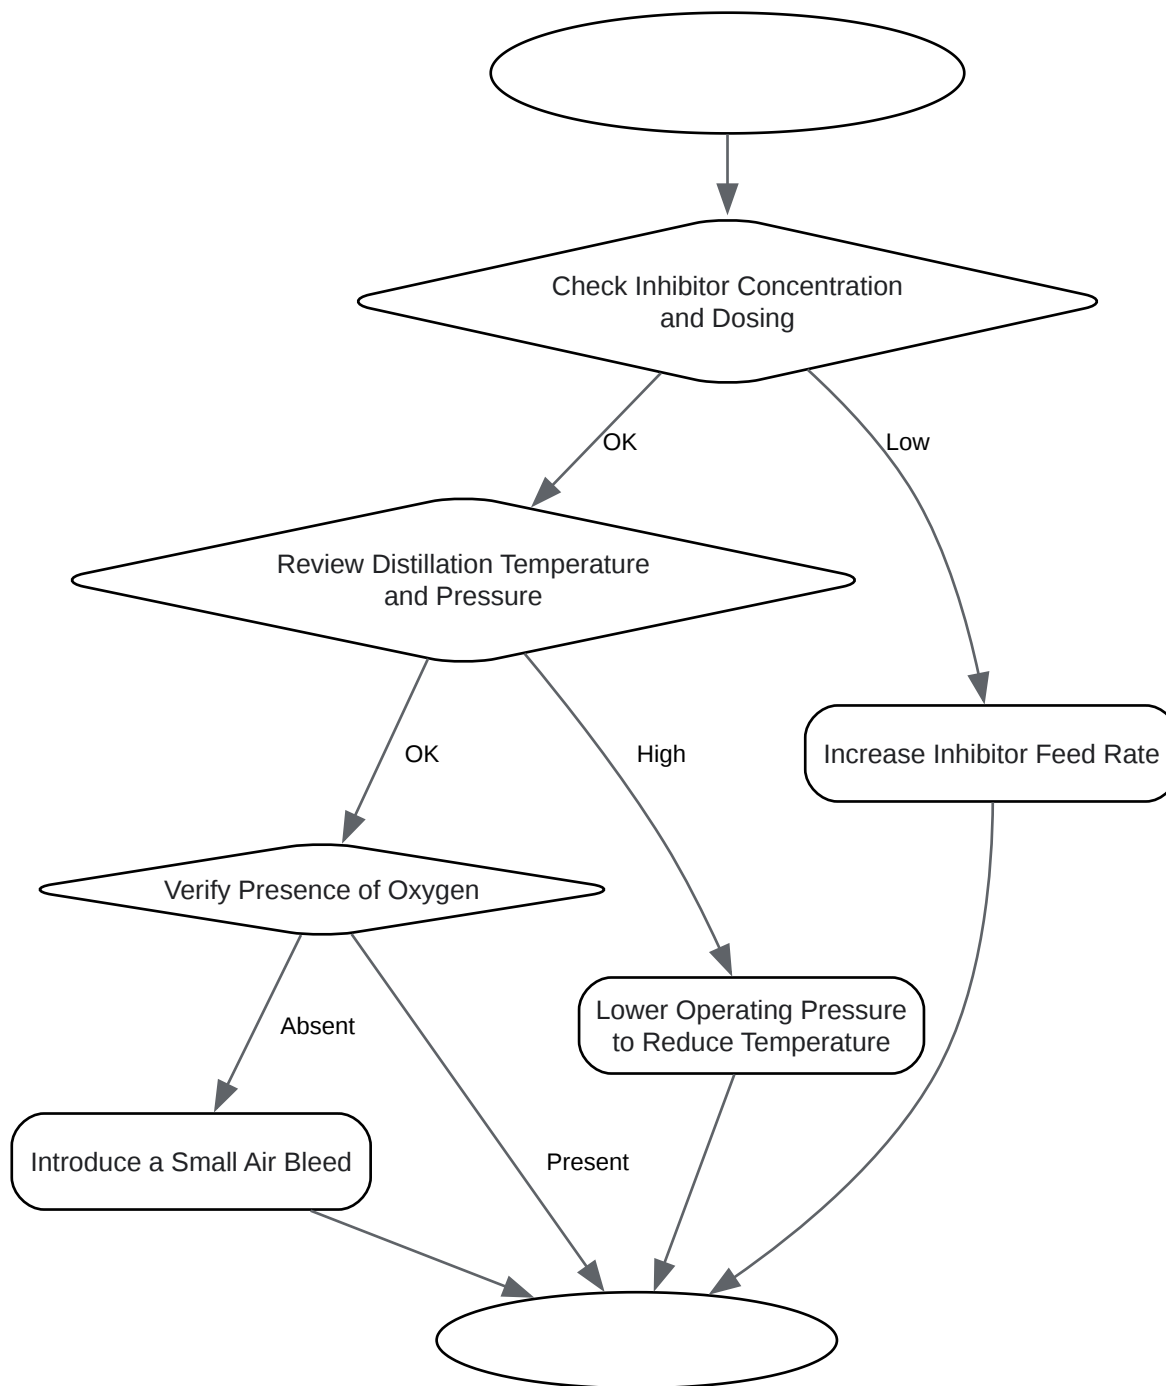 Check Inhibitor Concentration
and Dosing
OK
Low
Review Distillation Temperature
and Pressure
OK
High
Increase Inhibitor Feed Rate
Verify Presence of Oxygen
Absent
Lower Operating Pressure
to Reduce Temperature
Introduce a Small Air Bleed
Present